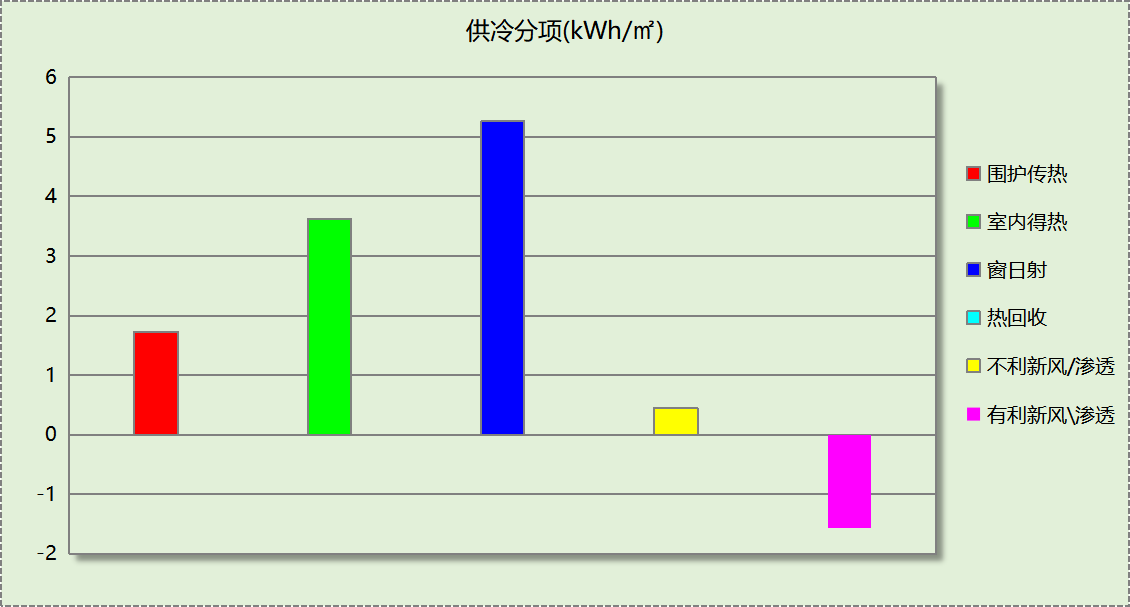 供冷分项(kWh/㎡)
6
5
4
3
2
1
0
-1
-2
围护传热
室内得热
窗日射
热回收
不利新风/渗透
有利新风\渗透